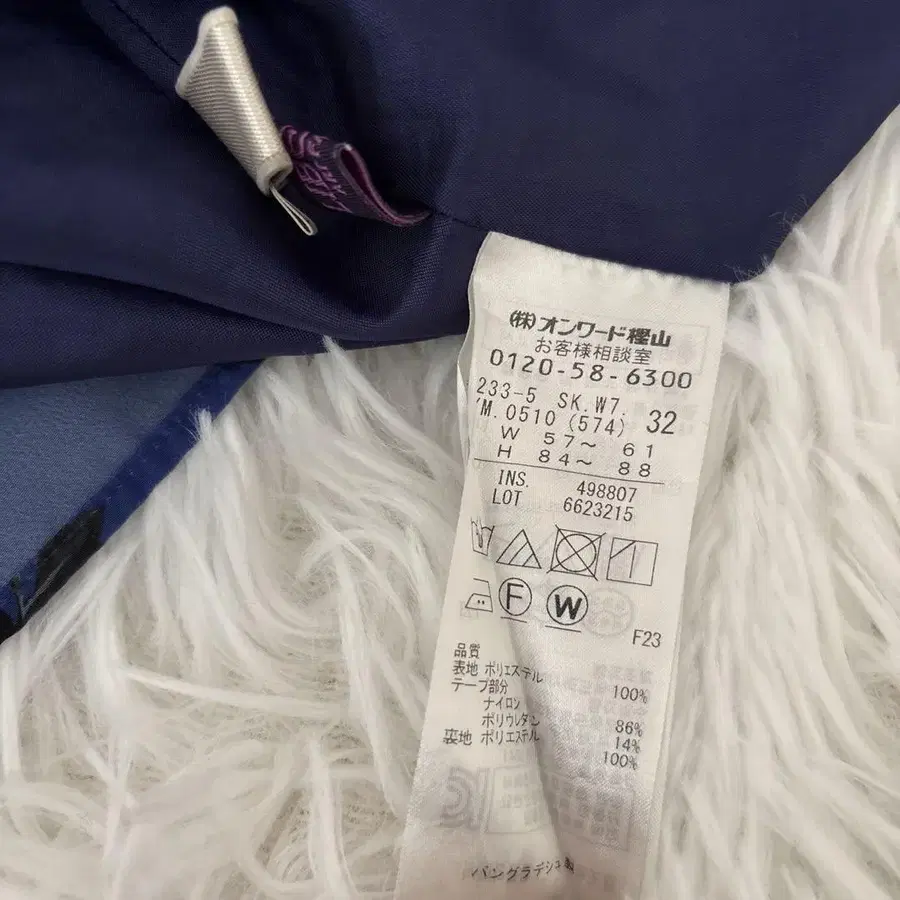 (株)オンワード樫山
お客様相談室
0120-58-6300
233-5 SK.W7. 32
'M.0510 (574)
W 57~ 61
H 84~ 88
INS. 498807
LOT 6623215
F
W
F23
品質
表地 ポリエステル 100%
テープ部分
ナイロン 86%
ポリウレタン 14%
裏地 ポリエステル 100%
バングラデシュ製